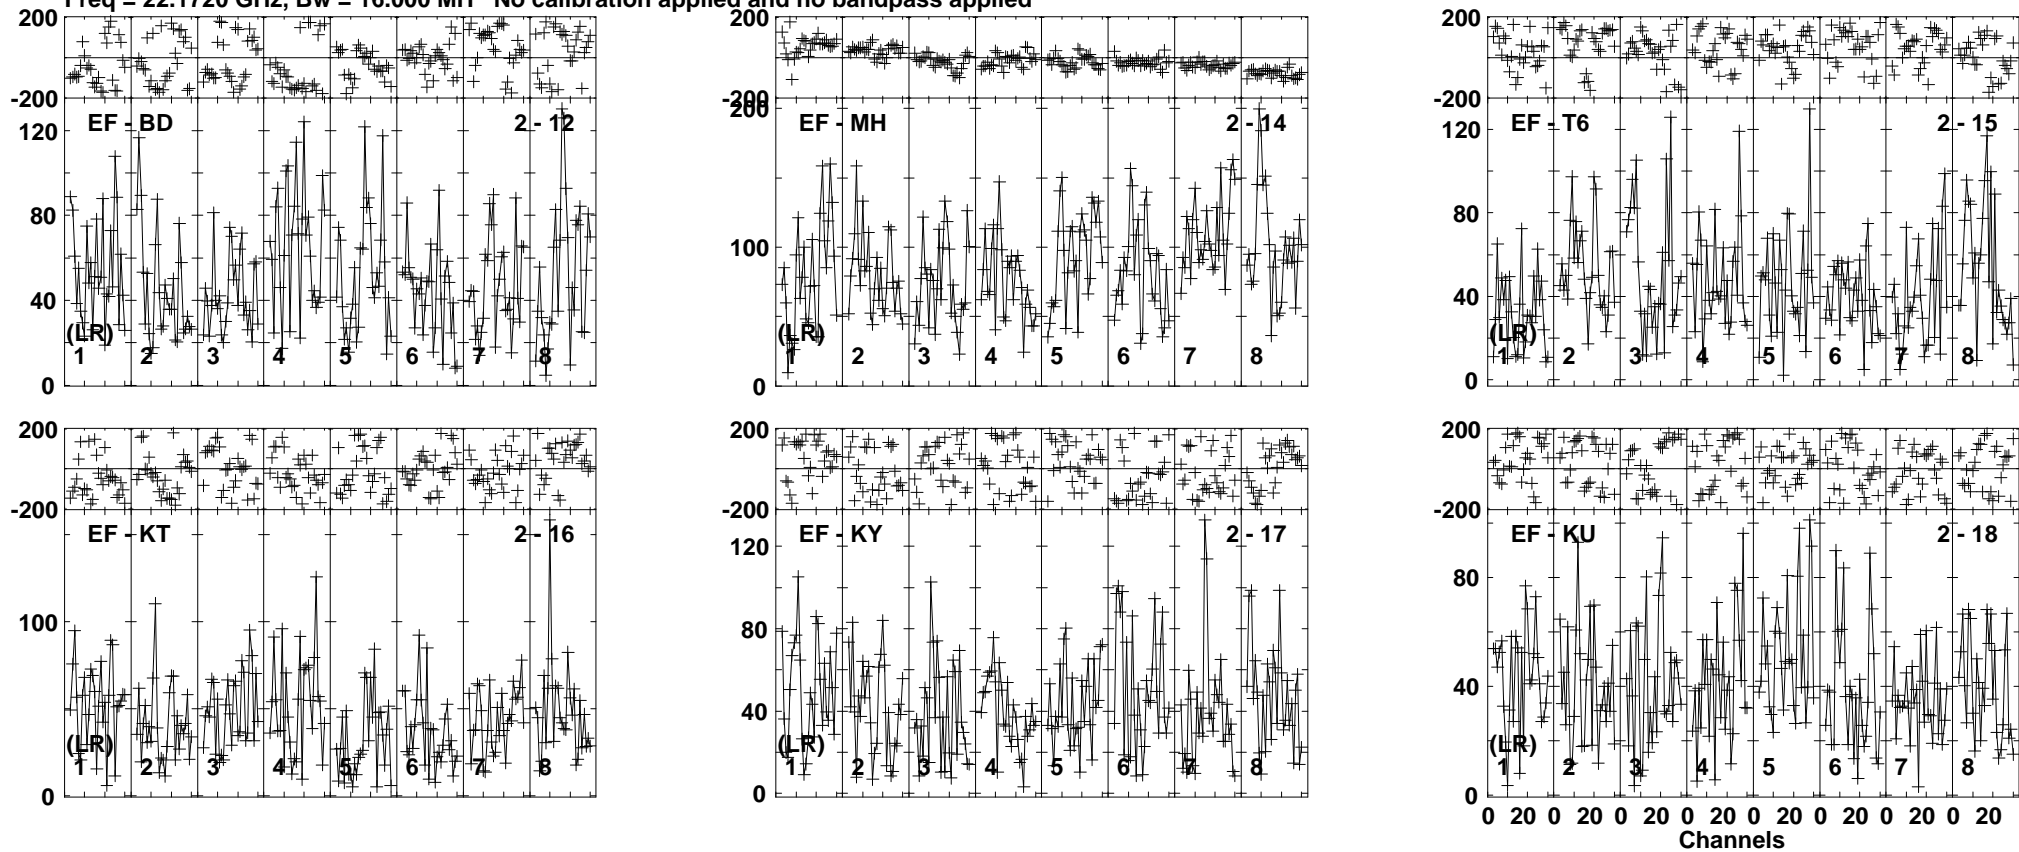 Freq = 22.1720 GHz, Bw = 16.000 MH No calibration applied and no bandpass applied
200
-200
EF - BD
2 - 12
120
80
40
0
(LR)
1 2 3 4 5 6 7 8
200
-200
200
EF - MH
2 - 14
100
0
(LR)
1 2 3 4 5 6 7 8
200
-200
EF - T6
2 - 15
120
80
40
0
(LR)
1 2 3 4 5 6 7 8
200
-200
EF - KT
2 - 16
100
0
(LR)
1 2 3 4 5 6 7 8
200
-200
EF - KY
2 - 17
120
80
40
0
(LR)
1 2 3 4 5 6 7 8
200
-200
EF - KU
2 - 18
80
40
0
(LR)
1 2 3 4 5 6 7 8
0 20 0 20 0 20 0 20 0 20 0 20 0 20 0 20
Channels